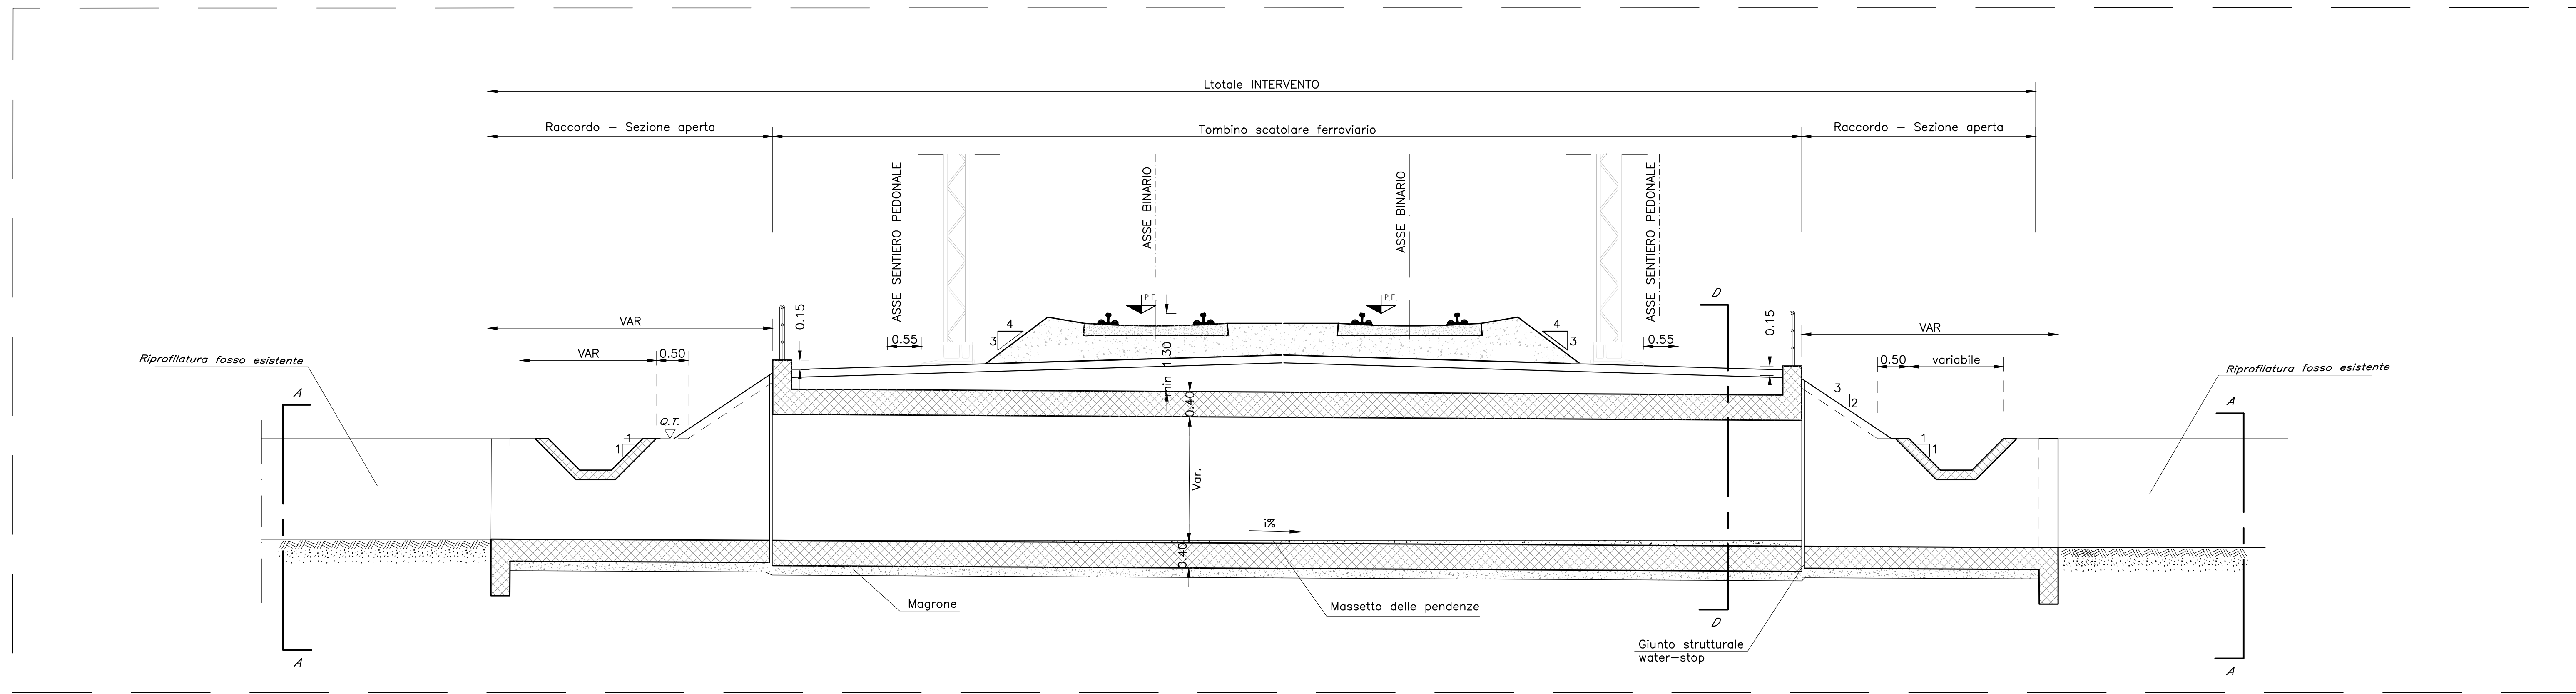 Ltotale INTERVENTO
Raccordo – Sezione aperta
Tombino scatolare ferroviario
Raccordo – Sezione aperta
ASSE SENTIERO PEDONALE
ASSE BINARIO
ASSE BINARIO
ASSE SENTIERO PEDONALE
D
P.F.
P.F.
VAR
0.15
4
3
0.55
4
3
0.55
0.15
VAR
Riprofilatura fosso esistente
VAR
0.50
min 1.30
0.50
variabile
Riprofilatura fosso esistente
A
Q.T.
1
1
0.40
3
2
1
1
A
Var.
i%
0.40
Magrone
Massetto delle pendenze
D
Giunto strutturale
water-stop
A
A